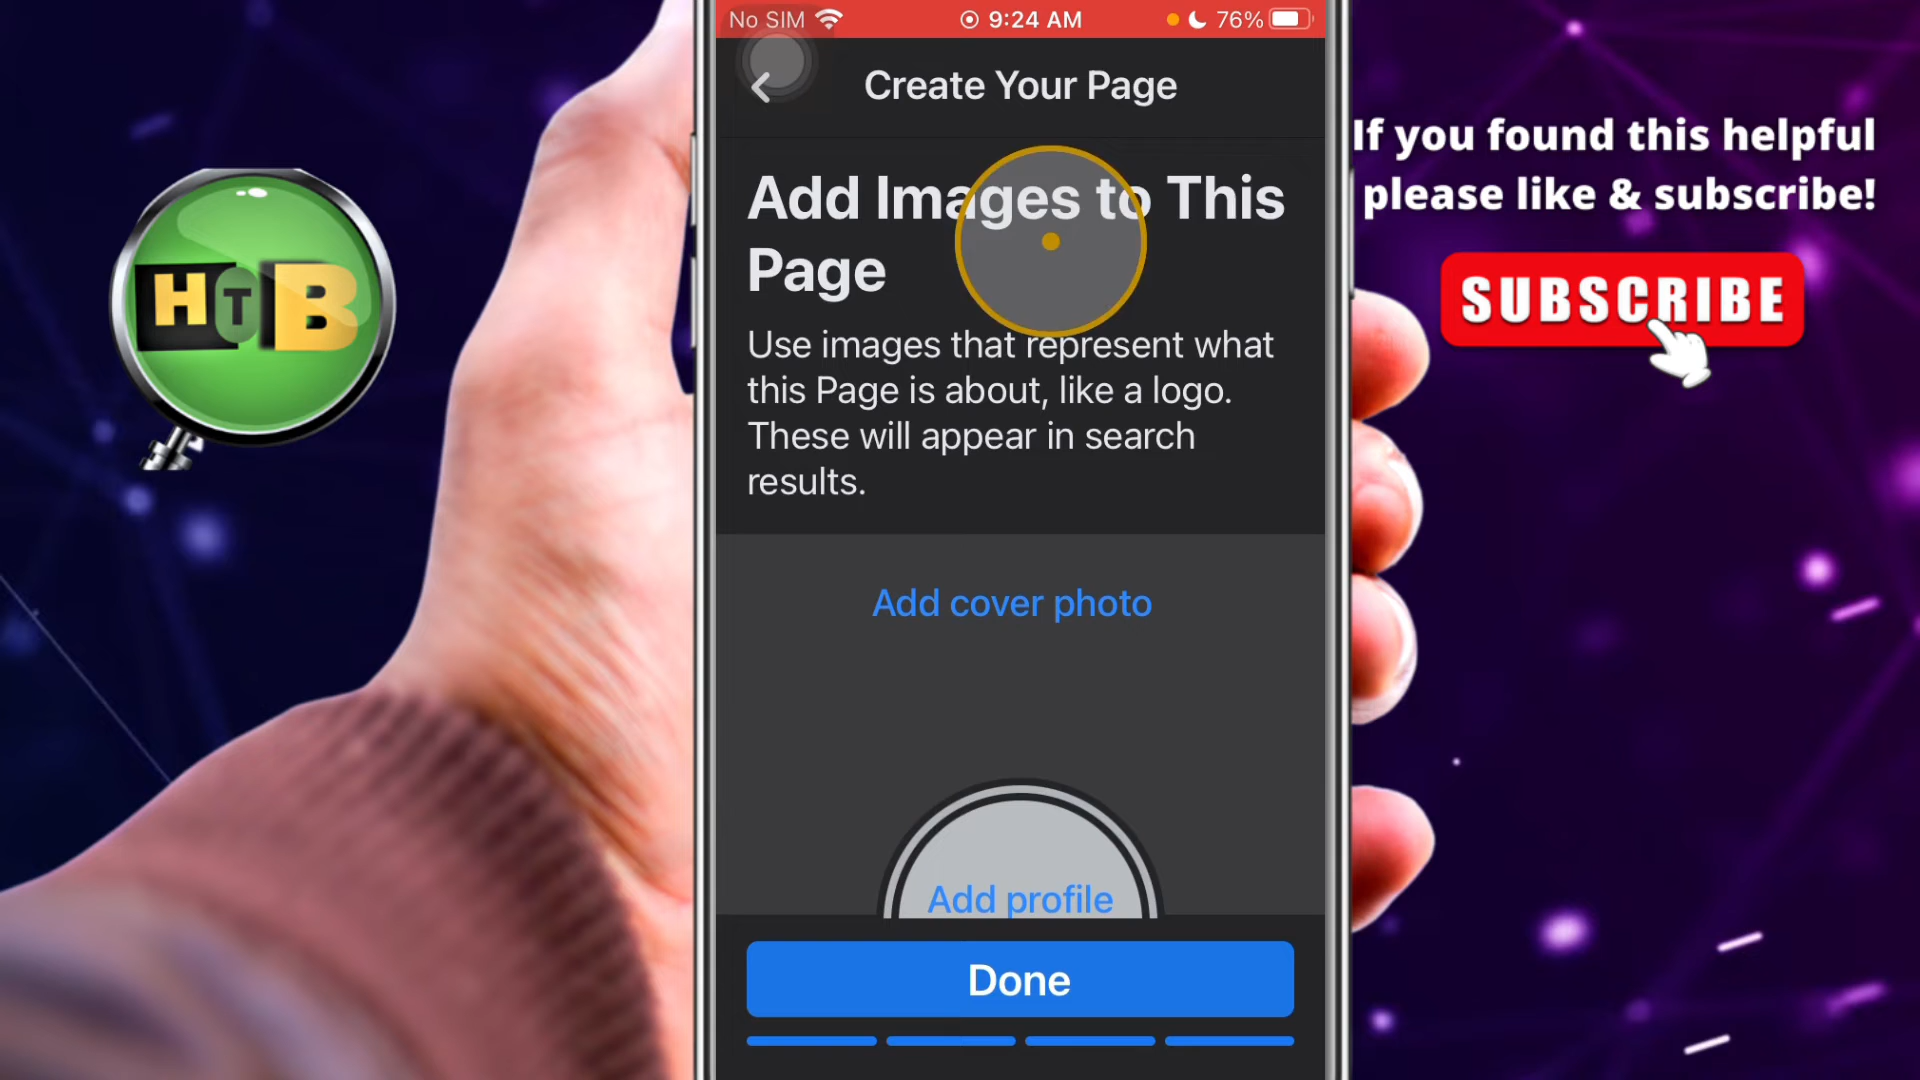 No SIM 9:24 AM 76%
Create Your Page
Add Images to This
Page
Use images that represent what
this Page is about, like a logo.
These will appear in search
results.
Add cover photo
Add profile
Done
HTB
If you found this helpful
please like & subscribe!
SUBSCRIBE